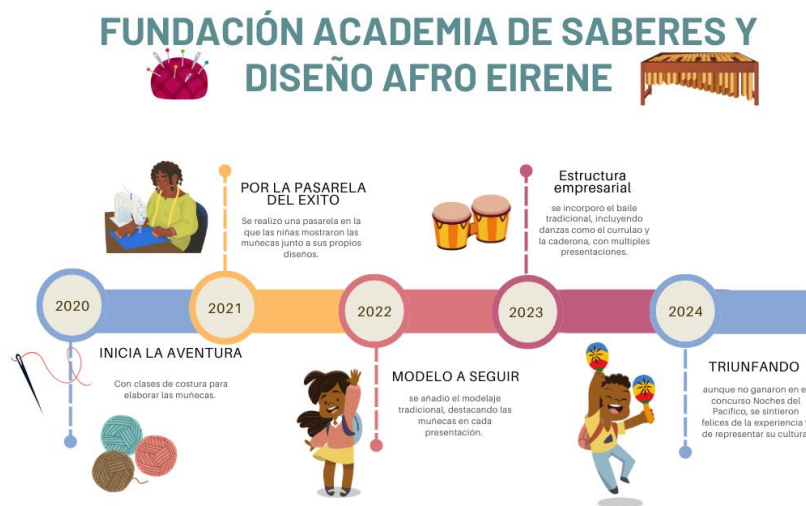 FUNDACIÓN ACADEMIA DE SABERES Y
DISEÑO AFRO EIRENE
POR LA PASARELA
DEL EXITO
Se realizó una pasarela en la
que las niñas mostraron las
muñecas junto a sus propios
diseños.
Estructura
empresarial
se incorporó el baile
tradicional, incluyendo
danzas como el currulao y
la caderona, con múltiples
presentaciones.
2020
2021
2022
2023
2024
INICIA LA AVENTURA
Con clases de costura para
elaborar las muñecas.
MODELO A SEGUIR
se añadió el modelaje
tradicional, destacando las
muñecas en cada
presentación.
TRIUNFANDO
aunque no ganaron en e
concurso Noches del
Pacífico, se sintieron
felices de la experiencia
de representar su cultura